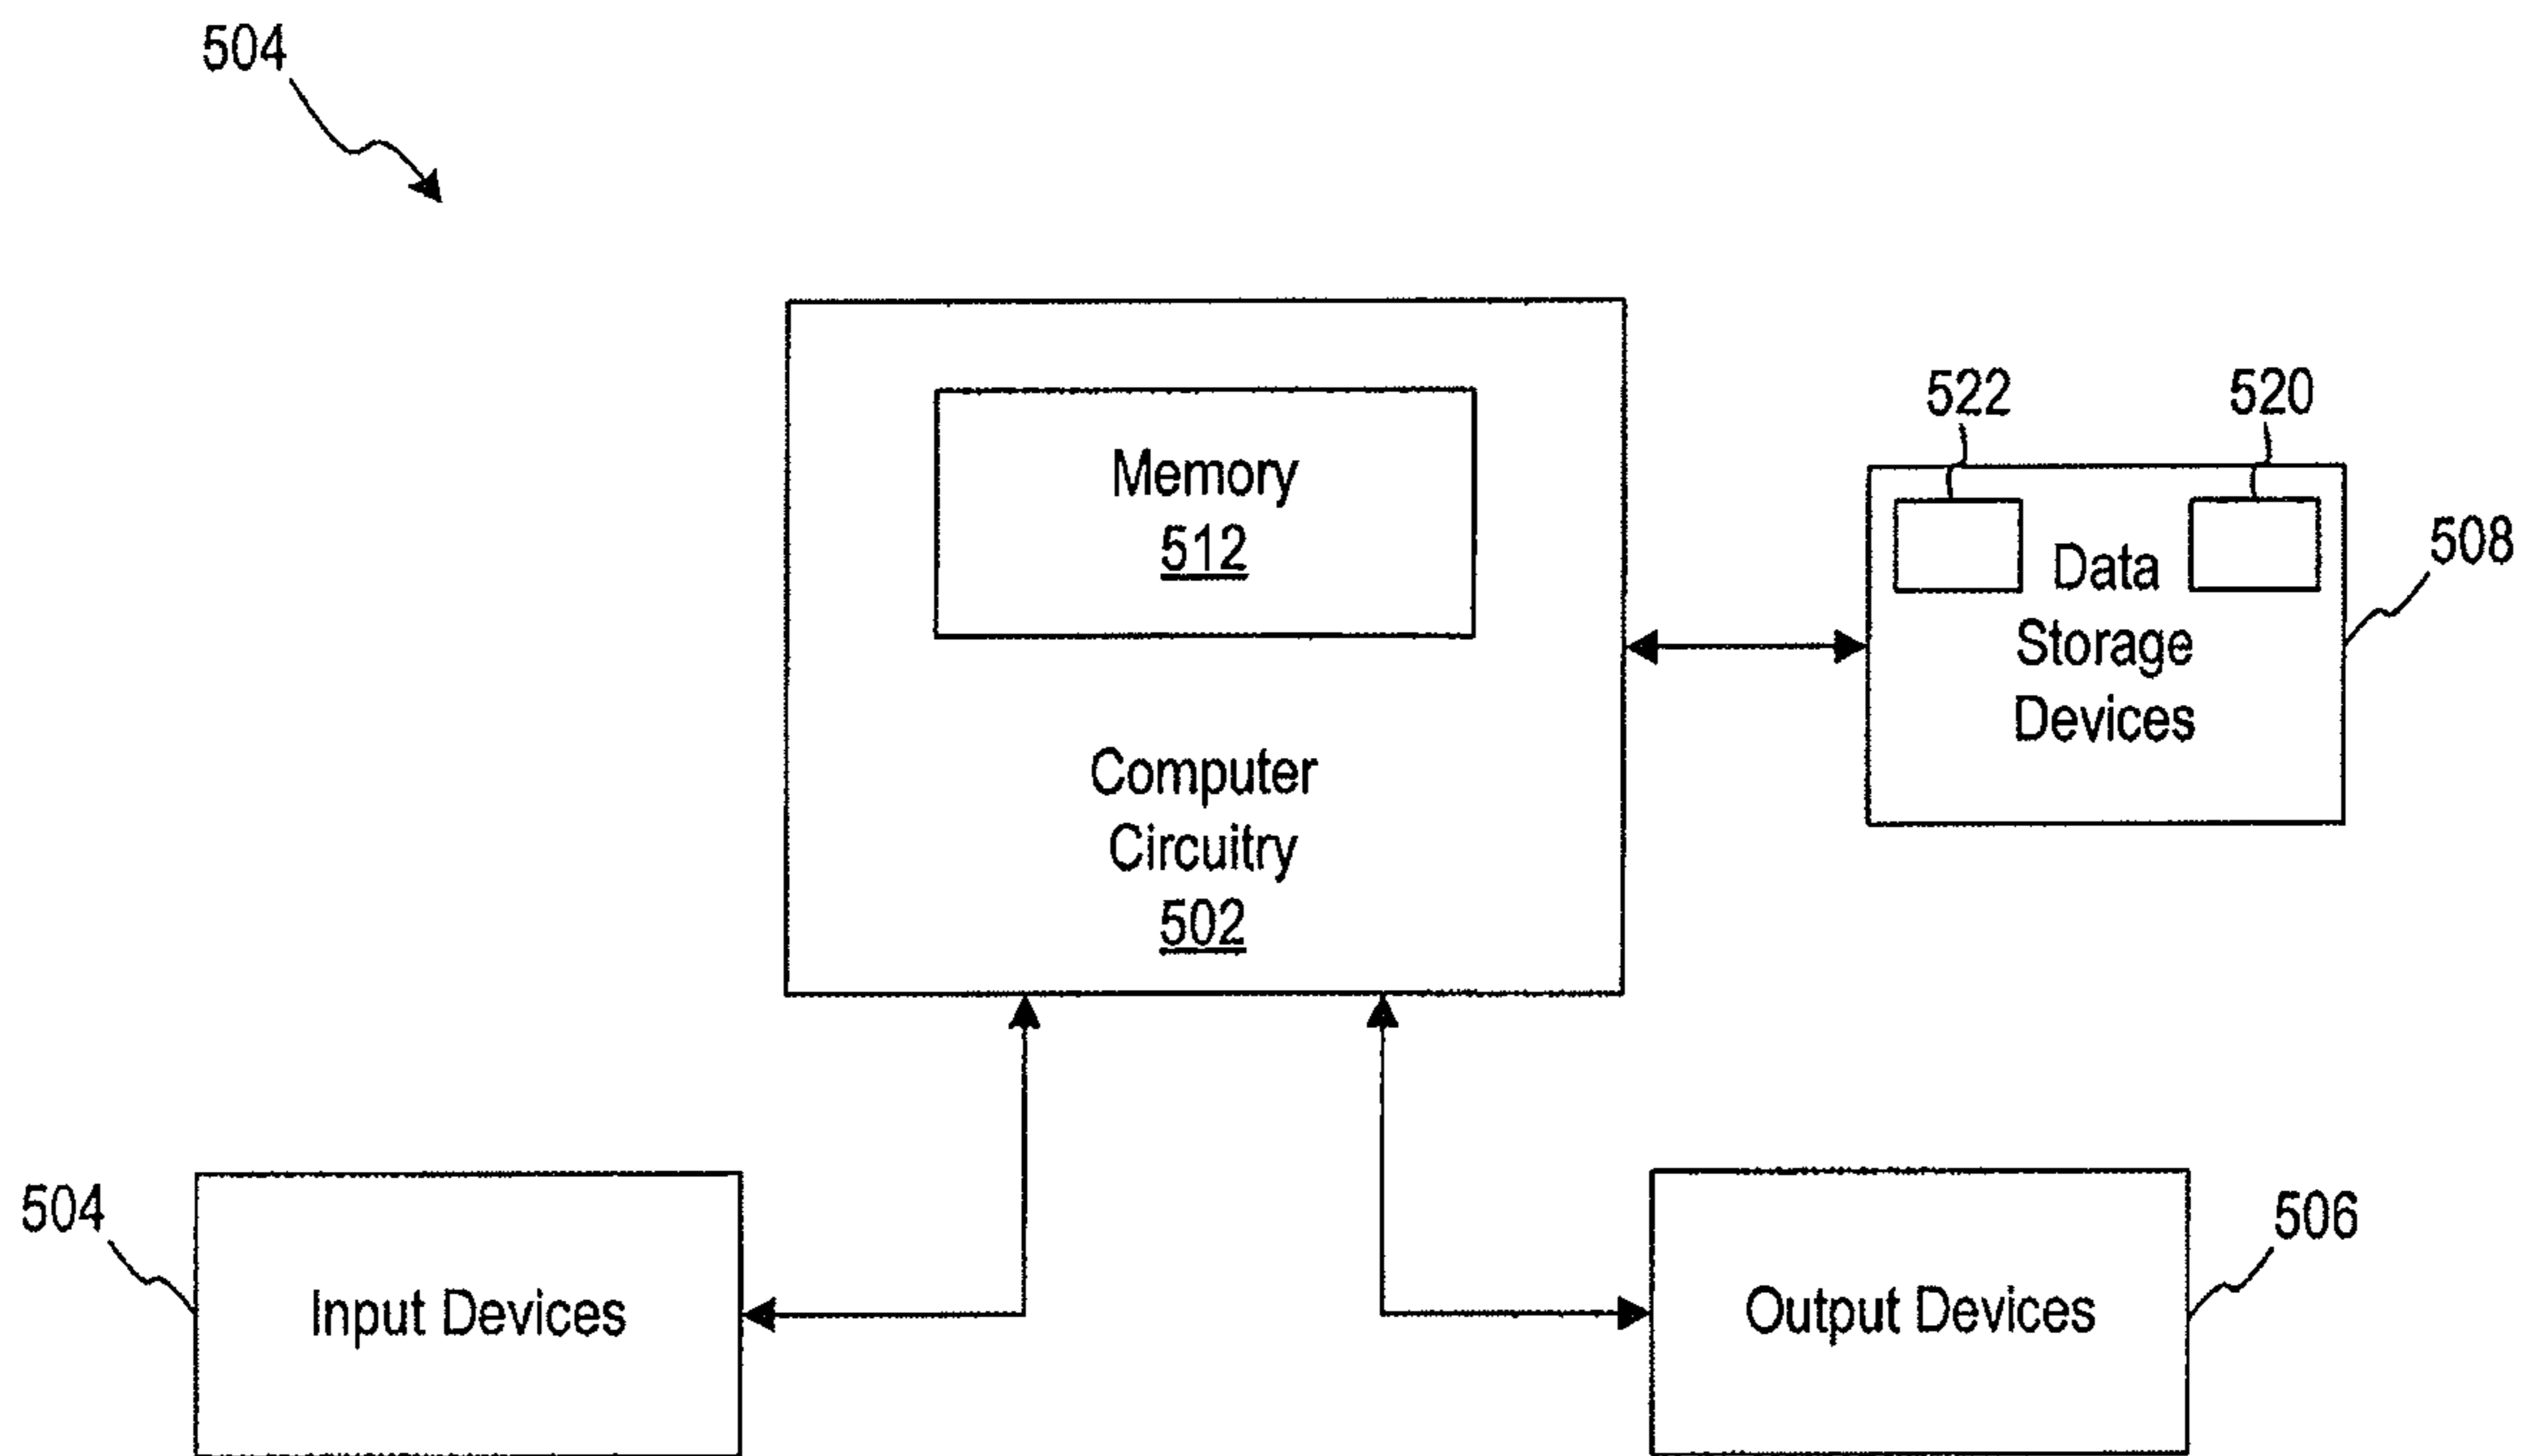 504
522
520
Memory
512
508
Data
Storage
Devices
Computer
Circuitry
502
504
506
Input Devices
Output Devices